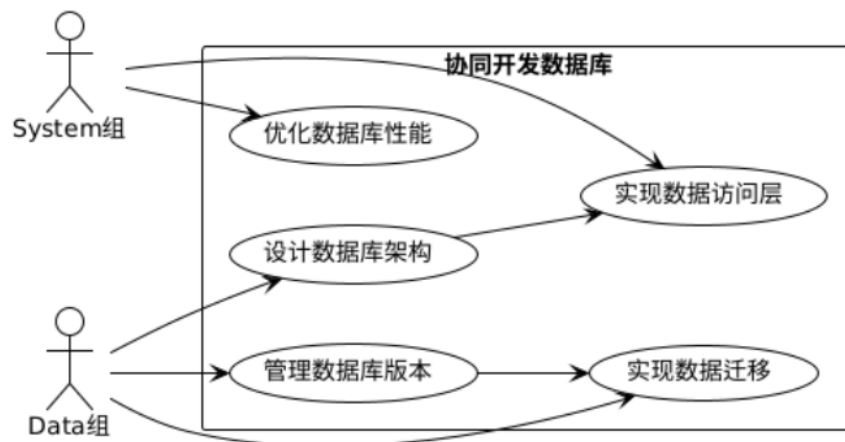 协同开发数据库
System组
优化数据库性能
实现数据访问层
设计数据库架构
管理数据库版本
实现数据迁移
Data组